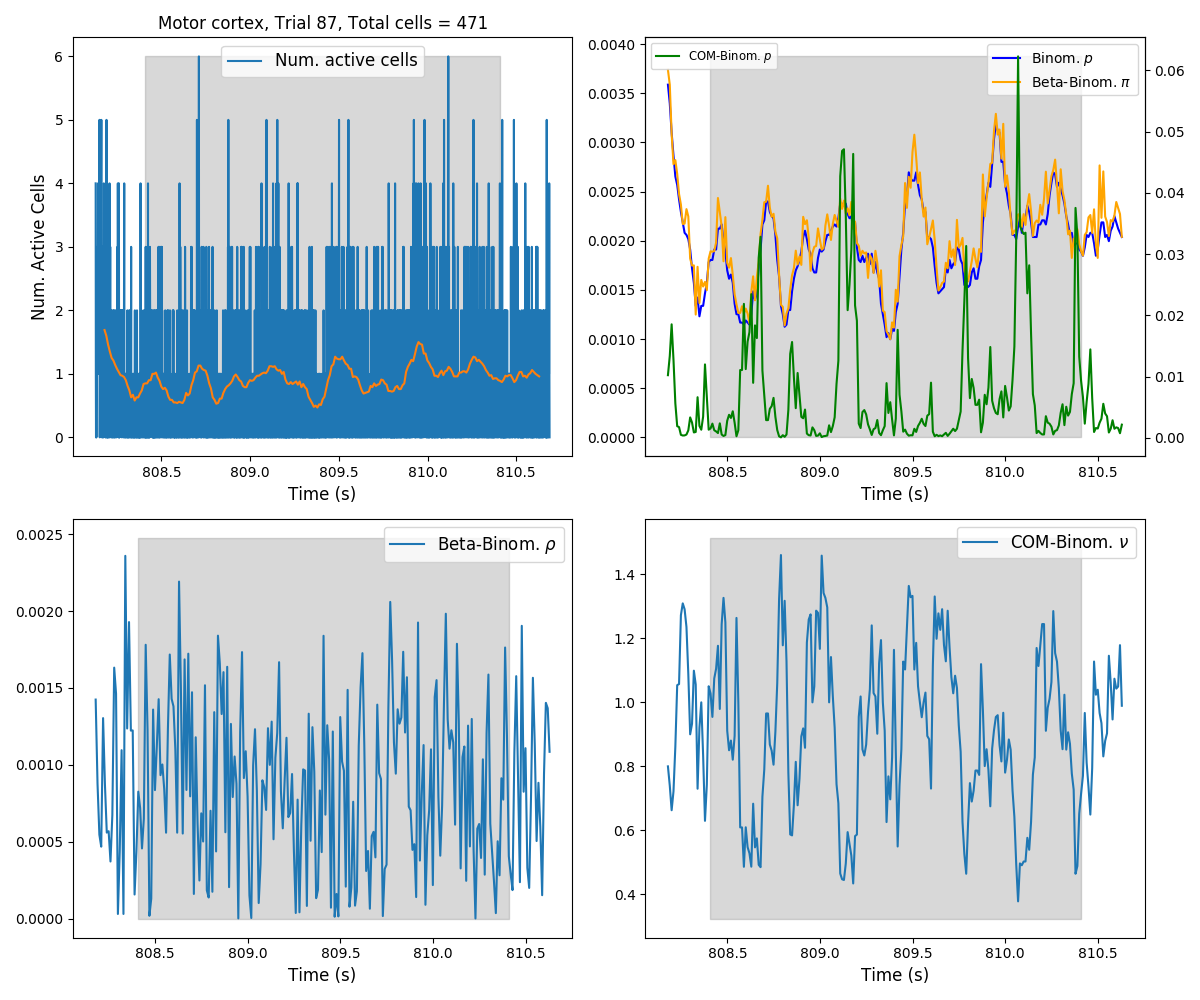 Motor cortex, Trial 87, Total cells = 471
Num. active cells
Num. Active Cells
6
5
4
3
2
1
0
808.5 809.0 809.5 810.0 810.5
Time (s)
COM-Binom. p
Binom. p
Beta-Binom. π
0.0040
0.0035
0.0030
0.0025
0.0020
0.0015
0.0010
0.0005
0.0000
0.06
0.05
0.04
0.03
0.02
0.01
0.00
808.5 809.0 809.5 810.0 810.5
Time (s)
Beta-Binom. ρ
0.0025
0.0020
0.0015
0.0010
0.0005
0.0000
808.5 809.0 809.5 810.0 810.5
Time (s)
COM-Binom. ν
1.4
1.2
1.0
0.8
0.6
0.4
808.5 809.0 809.5 810.0 810.5
Time (s)